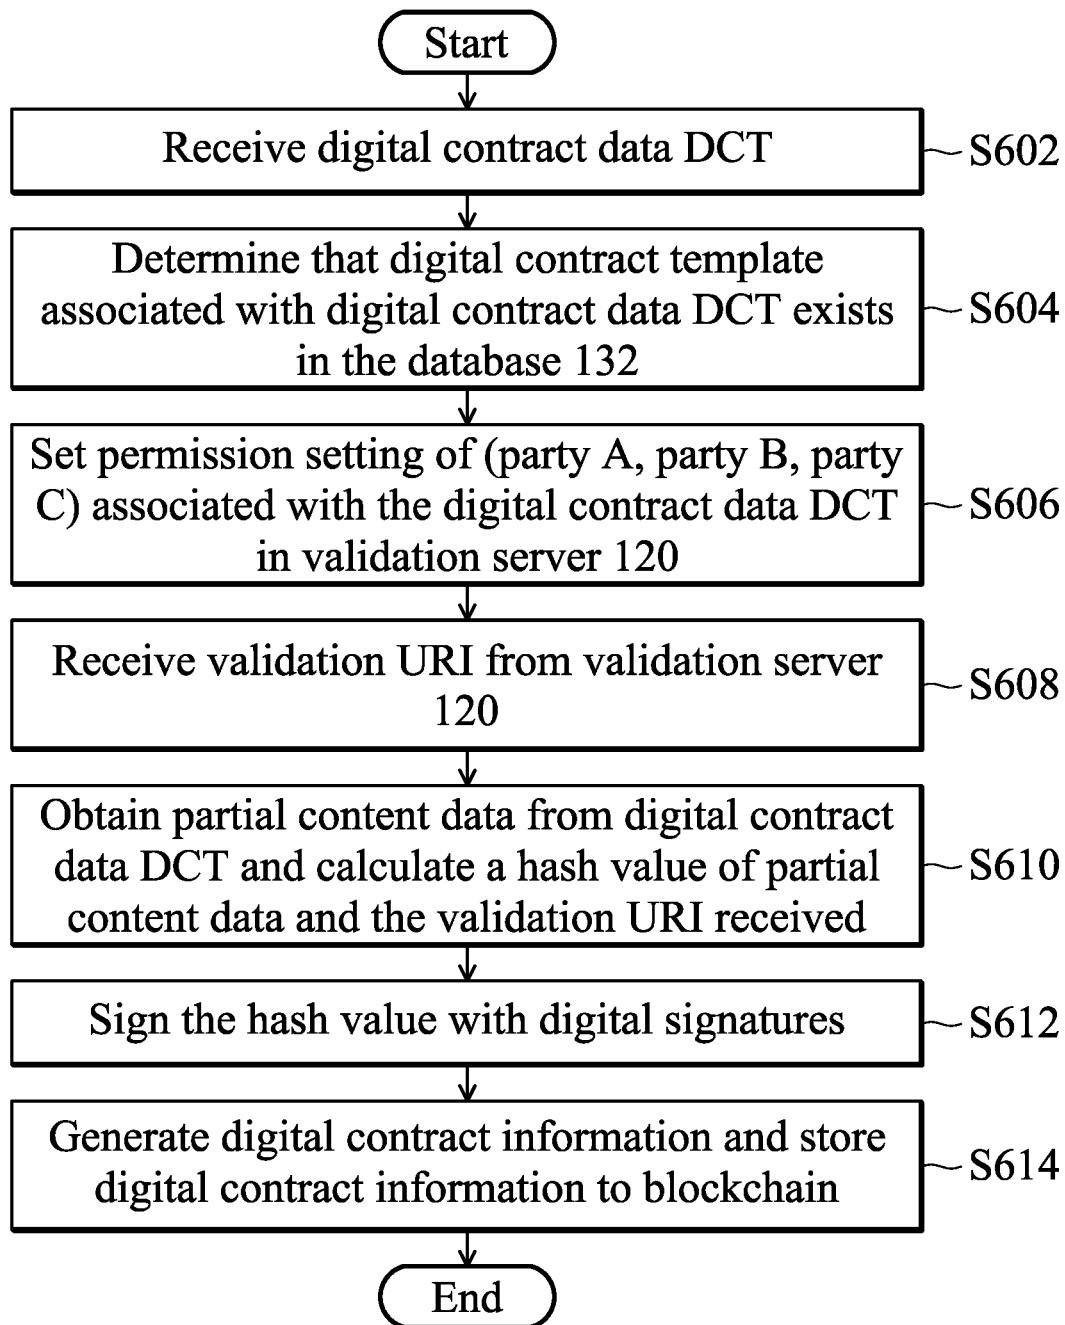 Start
Receive digital contract data DCT
S602
Determine that digital contract template
associated with digital contract data DCT exists
in the database 132
S604
Set permission setting of (party A, party B, party
C) associated with the digital contract data DCT
in validation server 120
S606
Receive validation URI from validation server
120
S608
Obtain partial content data from digital contract
data DCT and calculate a hash value of partial
content data and the validation URI received
S610
Sign the hash value with digital signatures
S612
Generate digital contract information and store
digital contract information to blockchain
S614
End